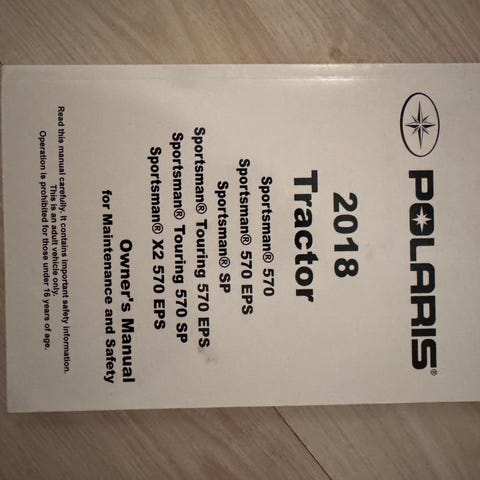 POLARIS®
2018
Tractor
Sportsman® 570
Sportsman® 570 EPS
Sportsman® SP
Sportsman® Touring 570 EPS
Sportsman® Touring 570 SP
Sportsman® X2 570 EPS
Owner's Manual
for Maintenance and Safety
Read this manual carefully. It contains important safety information.
This is an adult vehicle only.
Operation is prohibited for those under 16 years of age.